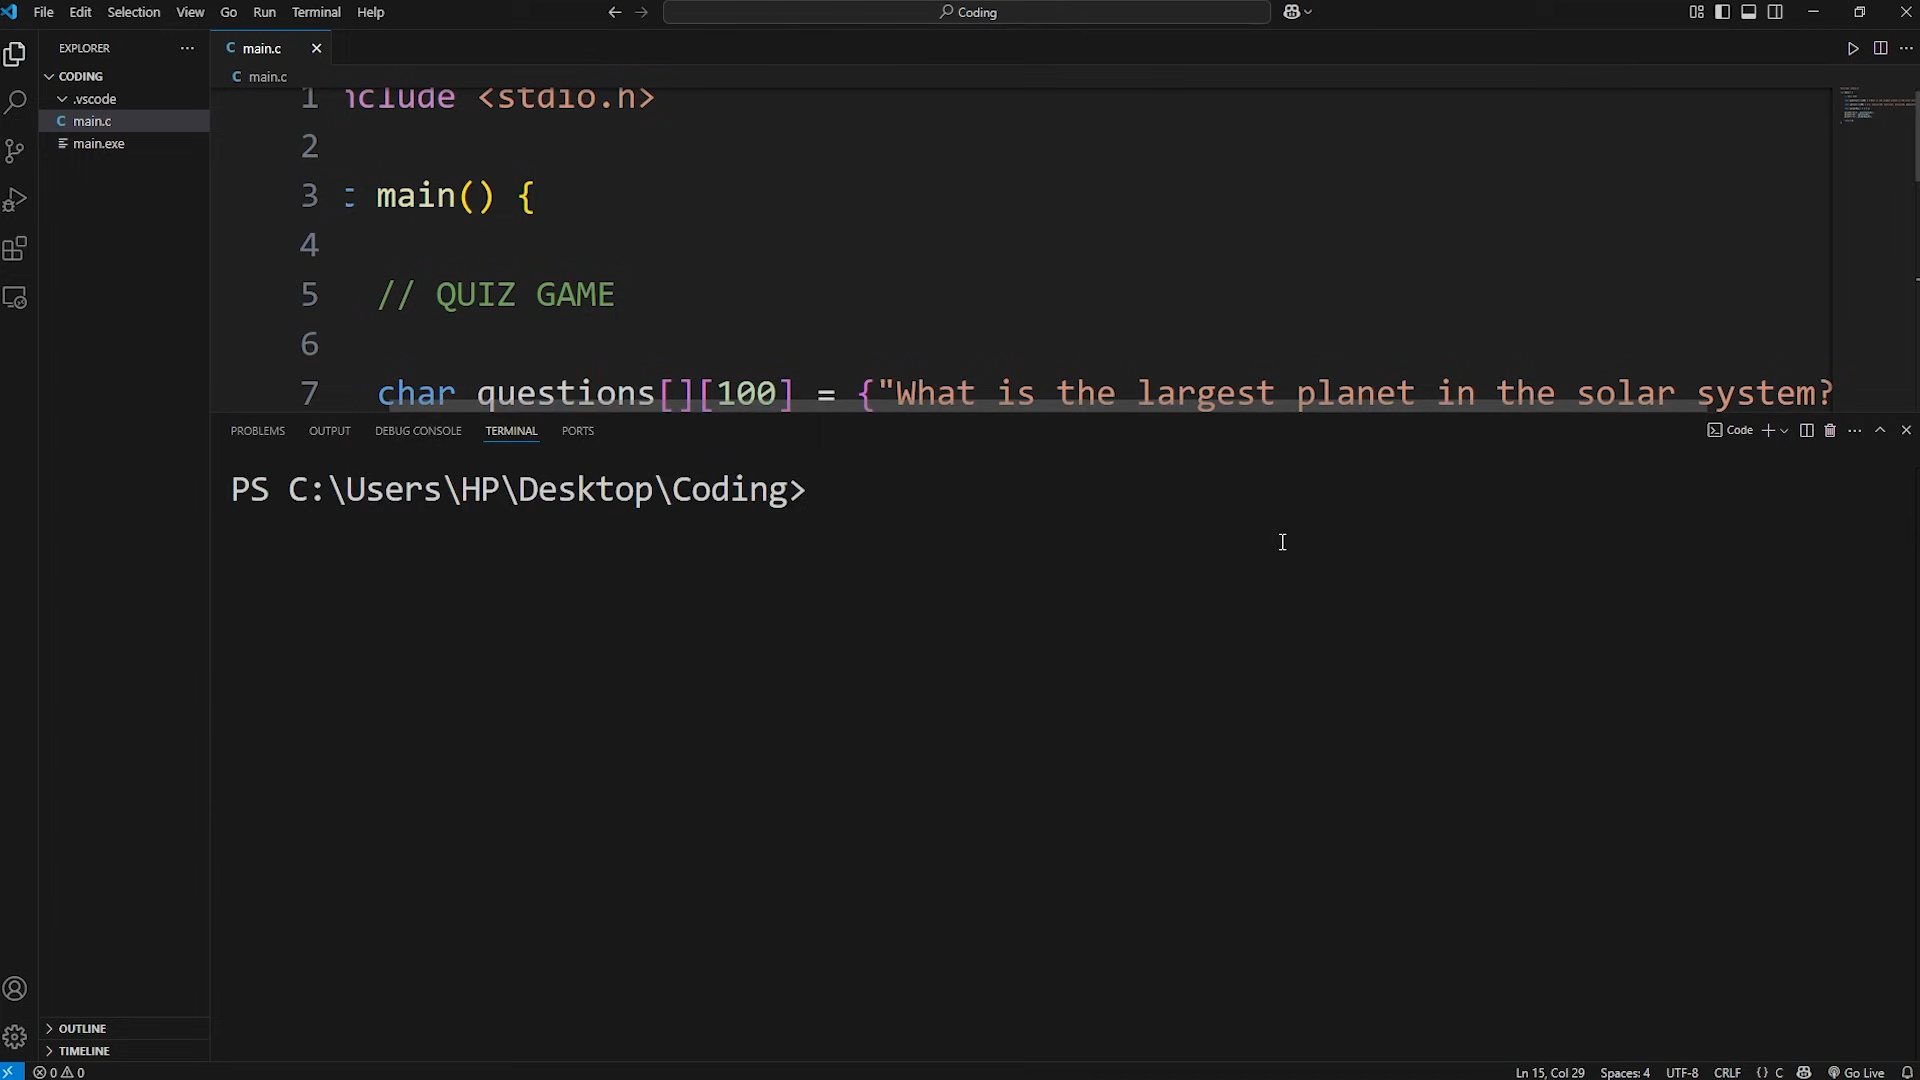 File Edit Selection View Go Run Terminal Help
Coding
EXPLORER
C main.c
CODING
C main.c
.vscode
C main.c
main.exe
1 nclude <stdio.h>
2
3 main() {
4
5 // QUIZ GAME
6
7 char questions[][100] = {"What is the largest planet in the solar system?
PROBLEMS OUTPUT DEBUG CONSOLE TERMINAL PORTS
Code
PS C:\Users\HP\Desktop\Coding>
OUTLINE
TIMELINE
0 0
Ln 15, Col 29 Spaces: 4 UTF-8 CRLF {} C Go Live